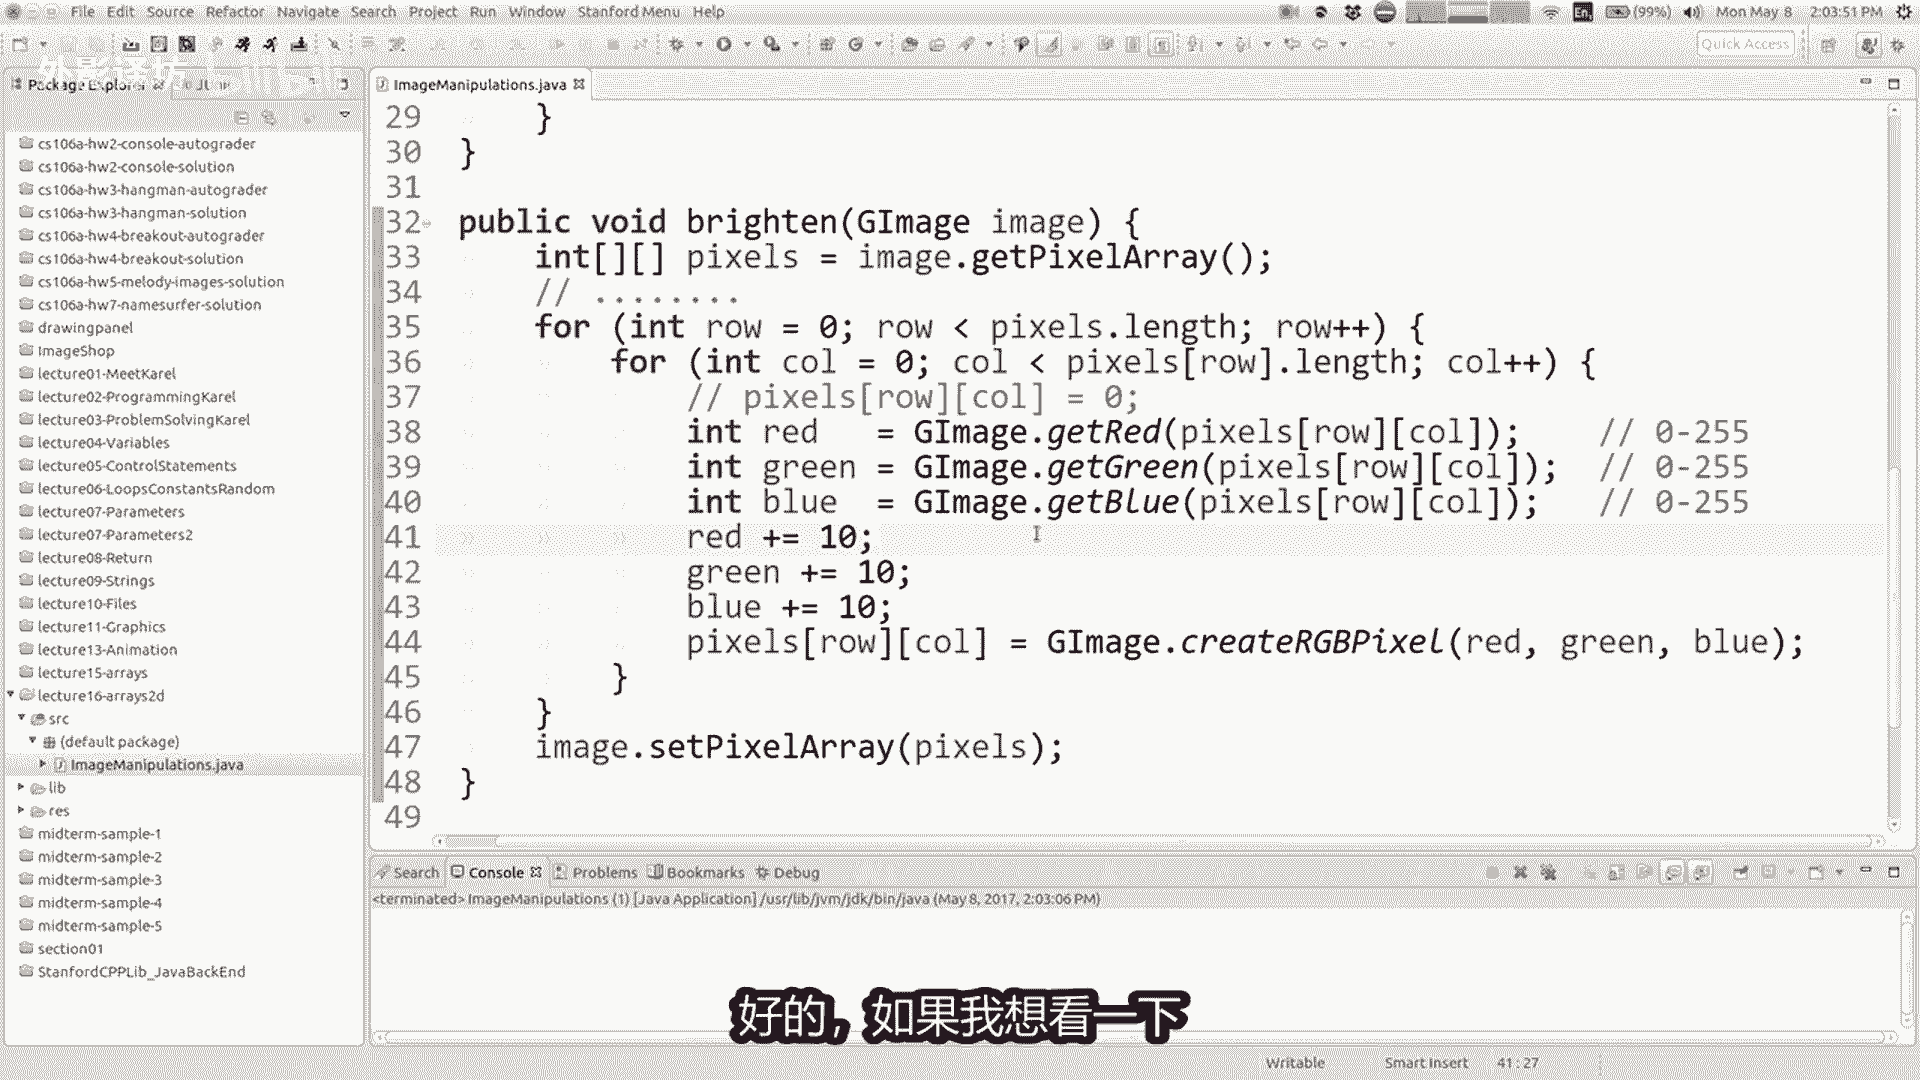 File Edit Source Refactor Navigate Search Project Run Window Stanford Menu Help
En
(99%)
Mon May 8
2:03:51 PM
Quick Access
外影译坊 bilibili
Package Explorer
ImageManipulations.java
cs106a-hw2-console-autograder
cs106a-hw2-console-solution
cs106a-hw3-hangman-autograder
cs106a-hw3-hangman-solution
cs106a-hw4-breakout-autograder
cs106a-hw4-breakout-solution
cs106a-hw5-melody-images-solution
cs106a-hw7-namesurfer-solution
drawingpanel
ImageShop
lecture01-MeetKarel
lecture02-ProgrammingKarel
lecture03-ProblemSolvingKarel
lecture04-Variables
lecture05-ControlStatements
lecture06-LoopsConstantsRandom
lecture07-Parameters
lecture07-Parameters2
lecture08-Return
lecture09-Strings
lecture10-Files
lecture11-Graphics
lecture13-Animation
lecture15-arrays
lecture16-arrays2d
src
(default package)
ImageManipulations.java
lib
res
midterm-sample-1
midterm-sample-2
midterm-sample-3
midterm-sample-4
midterm-sample-5
section01
StanfordCPPLib_JavaBackEnd
29 }
30 }
31
32 public void brighten(GImage image) {
33 int[][] pixels = image.getPixelArray();
34 // ........
35 for (int row = 0; row < pixels.length; row++) {
36 for (int col = 0; col < pixels[row].length; col++) {
37 // pixels[row][col] = 0;
38 int red = GImage.getRed(pixels[row][col]); // 0-255
39 int green = GImage.getGreen(pixels[row][col]); // 0-255
40 int blue = GImage.getBlue(pixels[row][col]); // 0-255
41 red += 10;
42 green += 10;
43 blue += 10;
44 pixels[row][col] = GImage.createRGBPixel(red, green, blue);
45 }
46 }
47 image.setPixelArray(pixels);
48 }
49
Search Console Problems Bookmarks Debug
<terminated> ImageManipulations (1) [Java Application] /usr/lib/jvm/jdk/bin/java (May 8, 2017, 2:03:06 PM)
好的，如果我想看一下
Writable Smart Insert 41 : 27